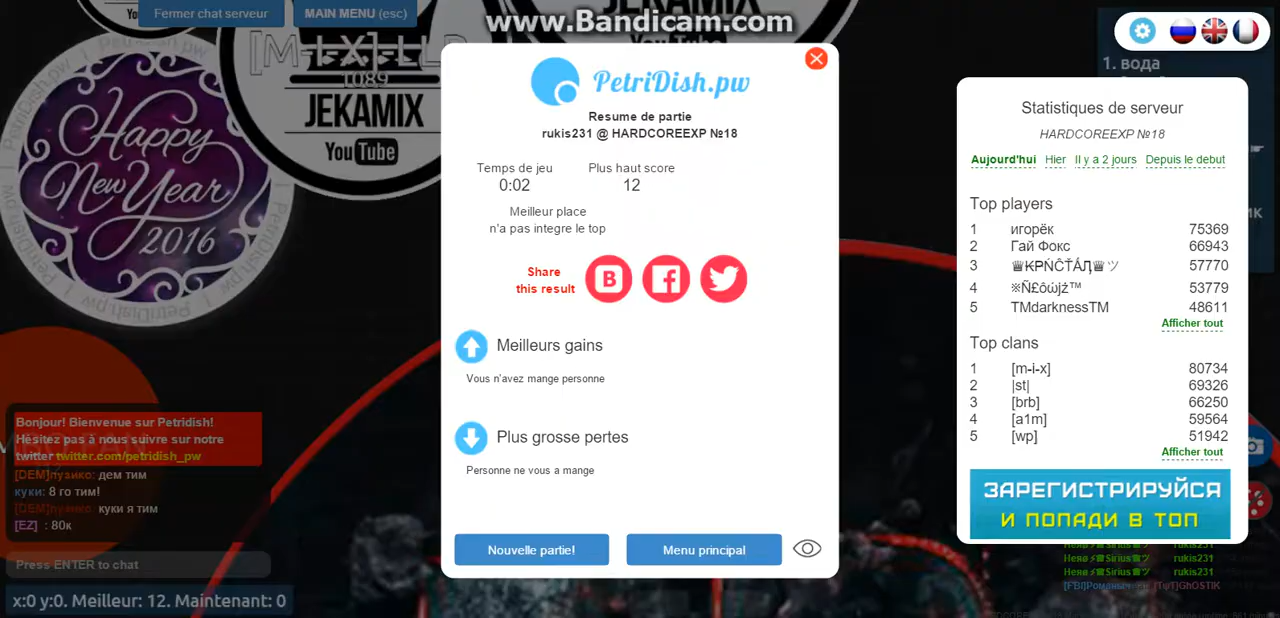 www.Bandicam.com
Fermer chat serveur
MAIN MENU (esc)
You
1089
JEKAMIX
YouTube
Happy
New Year
2016
PetriDish.pw
1. вода
PetriDish.pw
Resume de partie
rukis231 @ HARDCOREEXP №18
Temps de jeu
Plus haut score
0:02
12
Meilleur place
n'a pas integre le top
Share
this result
Meilleurs gains
Vous n'avez mange personne
Plus grosse pertes
Personne ne vous a mange
Nouvelle partie!
Menu principal
Statistiques de serveur
HARDCOREEXP №18
Aujourd'hui Hier Il y a 2 jours Depuis le debut
Top players
1 игорёк 75369
2 Гай Фокс 66943
3 57770
4 53779
5 TMdarknessTM 48611
Afficher tout
Top clans
1 [m-i-x] 80734
2 |st| 69326
3 [brb] 66250
4 [a1m] 59564
5 [wp] 51942
Afficher tout
ЗАРЕГИСТРИРУЙСЯ
И ПОПАДИ В ТОП
rukis231
rukis231
rukis231
Bonjour! Bienvenue sur Petridish!
Hésitez pas à nous suivre sur notre
twitter twitter.com/petridish_pw
дем тим
куки: 8 го тим!
куки я тим
[EZ] : 80к
Press ENTER to chat
x:0 y:0. Meilleur: 12. Maintenant: 0